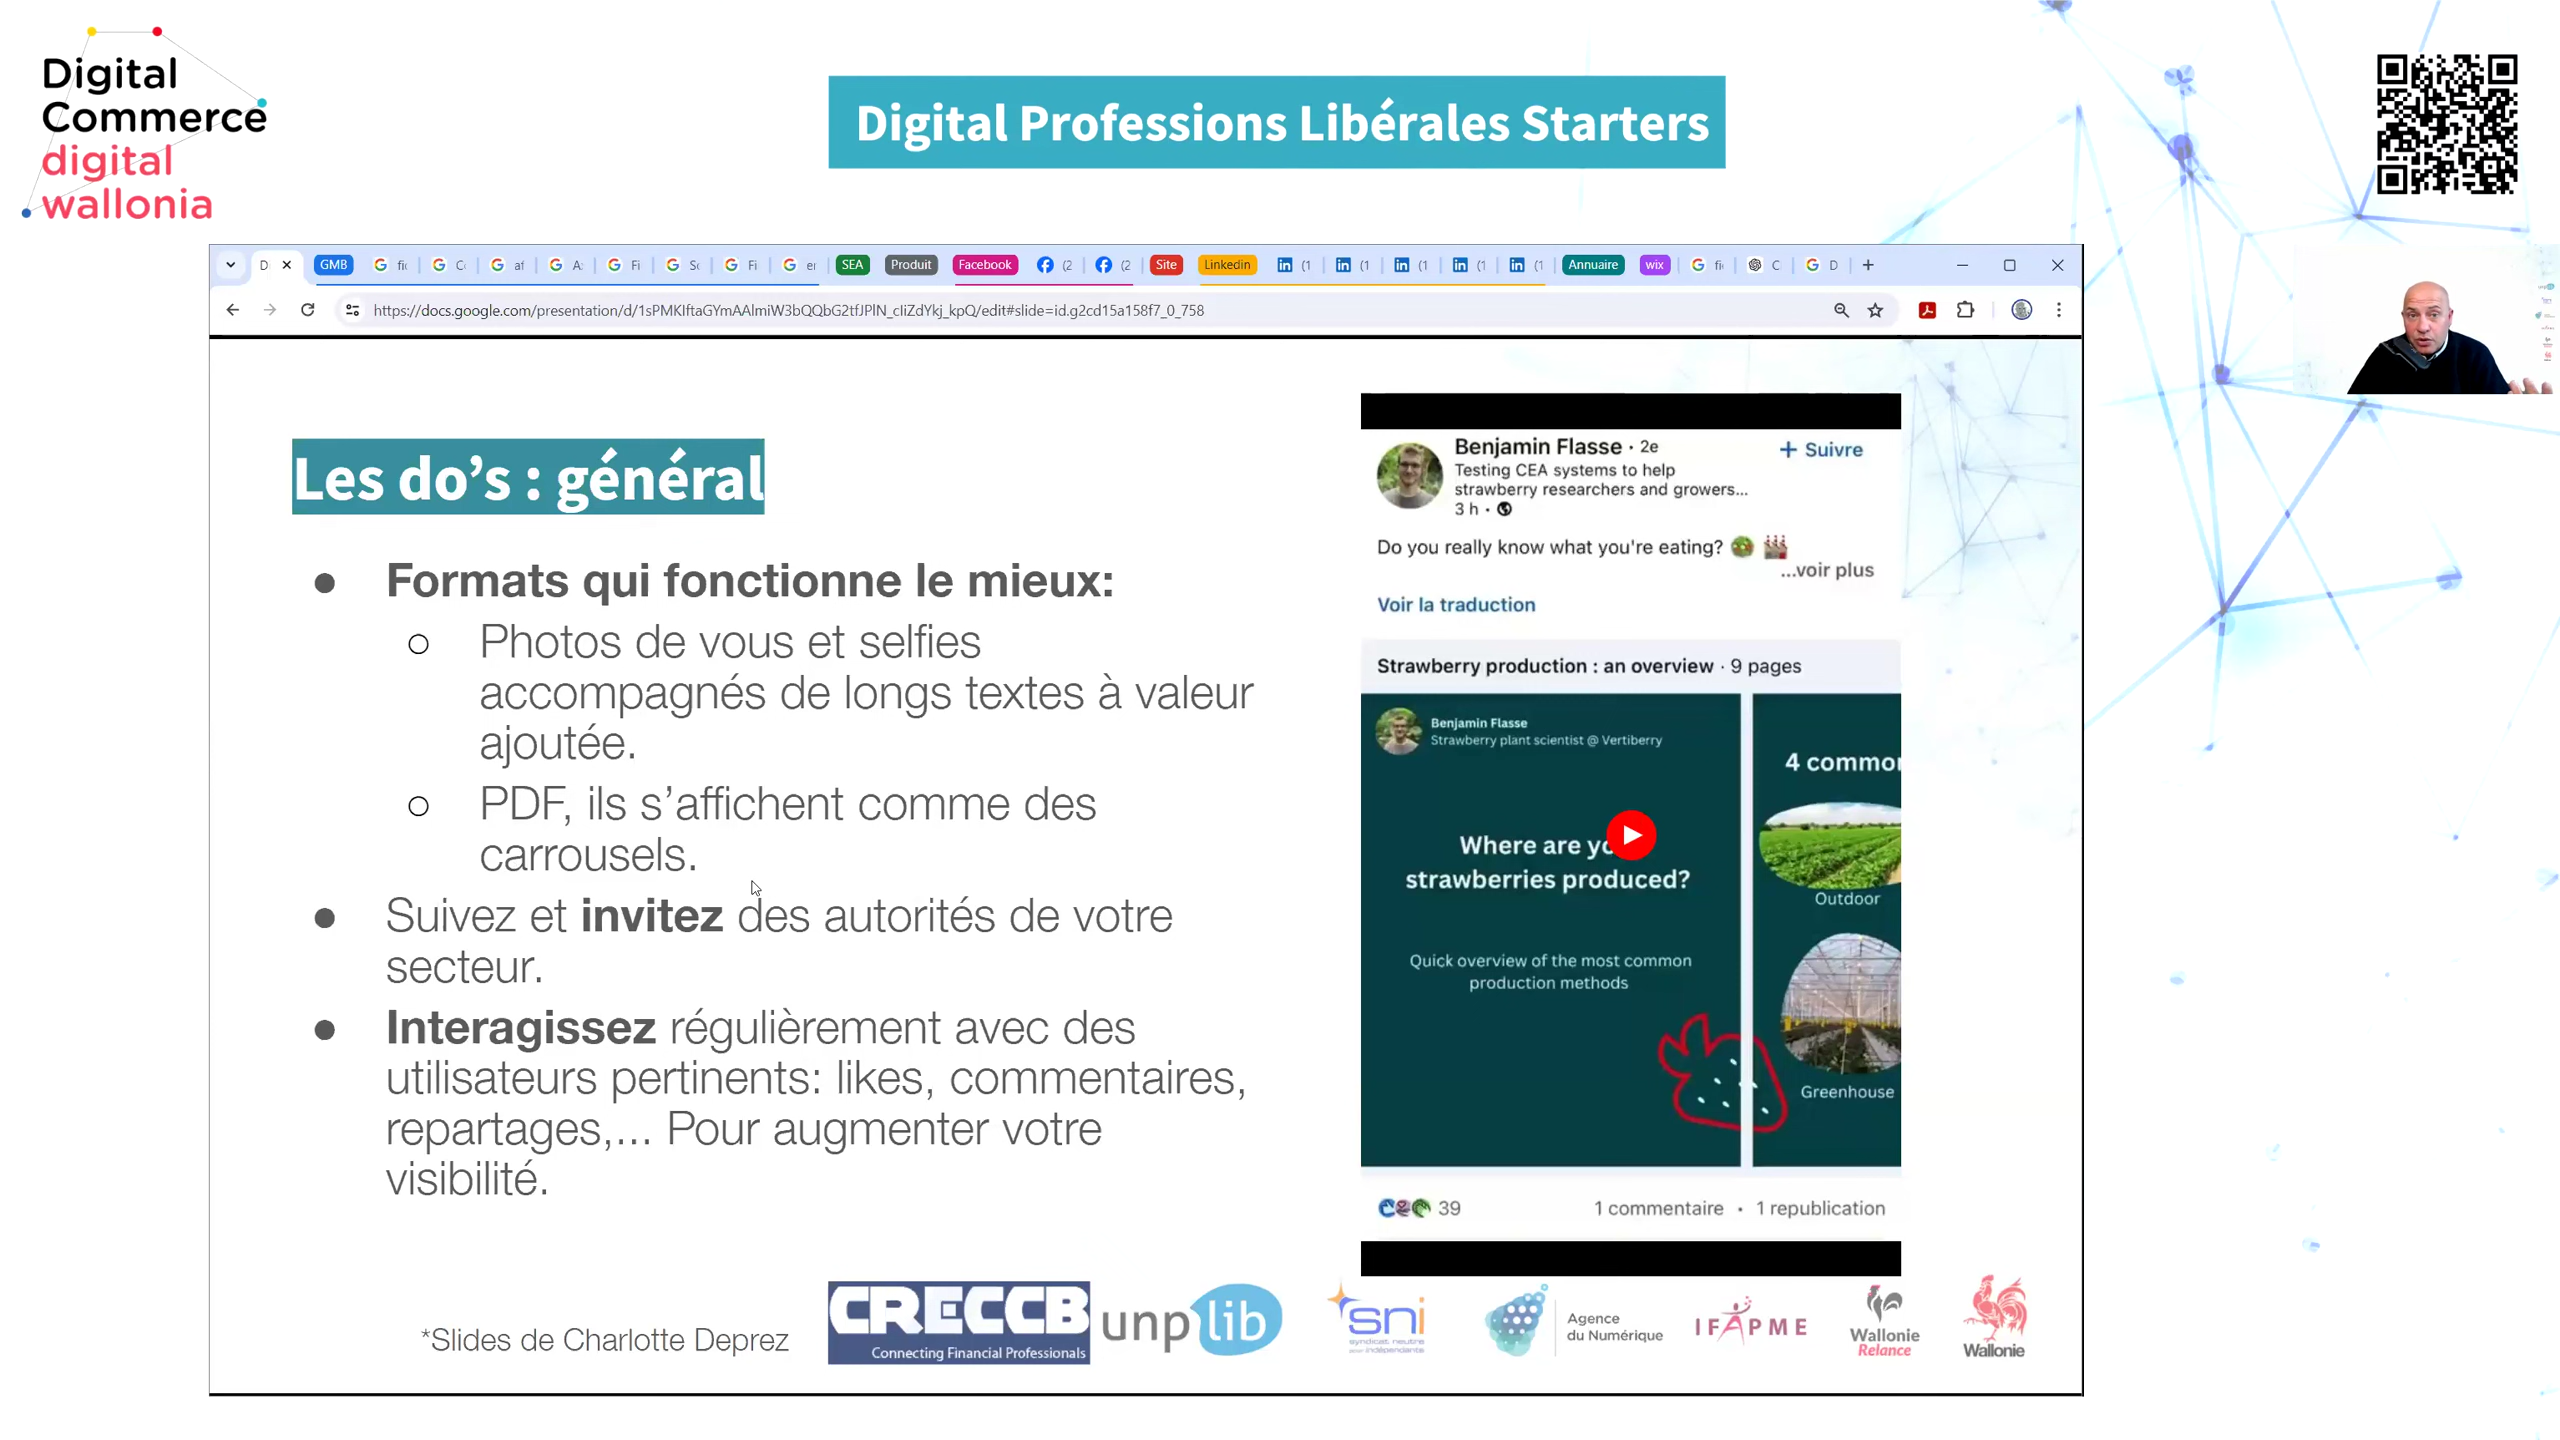 Digital
Commerce
digital
wallonia
Digital Professions Libérales Starters
D
GMB
SEA
Produit
Facebook
(2
(2
Site
Linkedin
(1
(1
(1
(1
(1
Annuaire
wix
https://docs.google.com/presentation/d/1sPMKIftaGYmAAlmiW3bQQbG2tfJPlN_cIiZdYkj_kpQ/edit#slide=id.g2cd15a158f7_0_758
Les do’s : général
● Formats qui fonctionne le mieux:
○ Photos de vous et selfies
accompagnés de longs textes à valeur
ajoutée.
○ PDF, ils s’affichent comme des
carrousels.
● Suivez et invitez des autorités de votre
secteur.
● Interagissez régulièrement avec des
utilisateurs pertinents: likes, commentaires,
repartages,... Pour augmenter votre
visibilité.
Benjamin Flasse · 2e
+ Suivre
Testing CEA systems to help
strawberry researchers and growers...
3 h ·
Do you really know what you're eating?
...voir plus
Voir la traduction
Strawberry production : an overview · 9 pages
Benjamin Flasse
Strawberry plant scientist @ Vertiberry
Where are yo
strawberries produced?
Quick overview of the most common
production methods
4 commo
Outdoor
Greenhouse
39
1 commentaire · 1 republication
*Slides de Charlotte Deprez
CRECCB
Connecting Financial Professionals
unplib
sni
syndicat neutre
pour indépendants
Agence
du Numérique
IFAPME
Wallonie
Relance
Wallonie